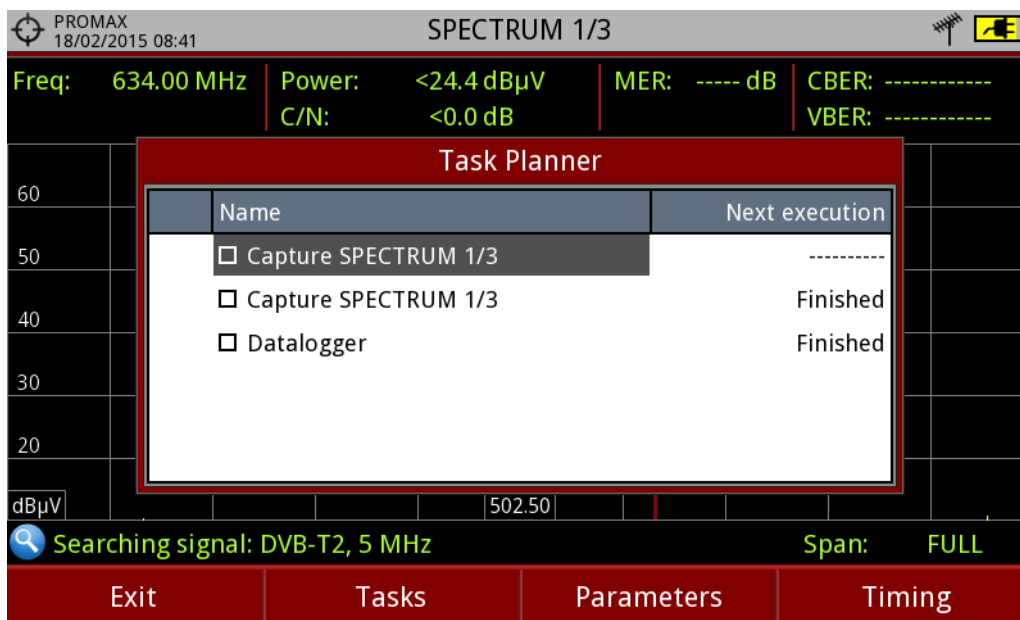 PROMAX
18/02/2015 08:41
SPECTRUM 1/3
Freq: 634.00 MHz
Power: <24.4 dBµV
MER: ----- dB
CBER: ------------
C/N: <0.0 dB
VBER: ------------
Task Planner
Name Next execution
Capture SPECTRUM 1/3 ----------
Capture SPECTRUM 1/3 Finished
Datalogger Finished
60
50
40
30
20
dBµV
502.50
Searching signal: DVB-T2, 5 MHz
Span: FULL
Exit
Tasks
Parameters
Timing